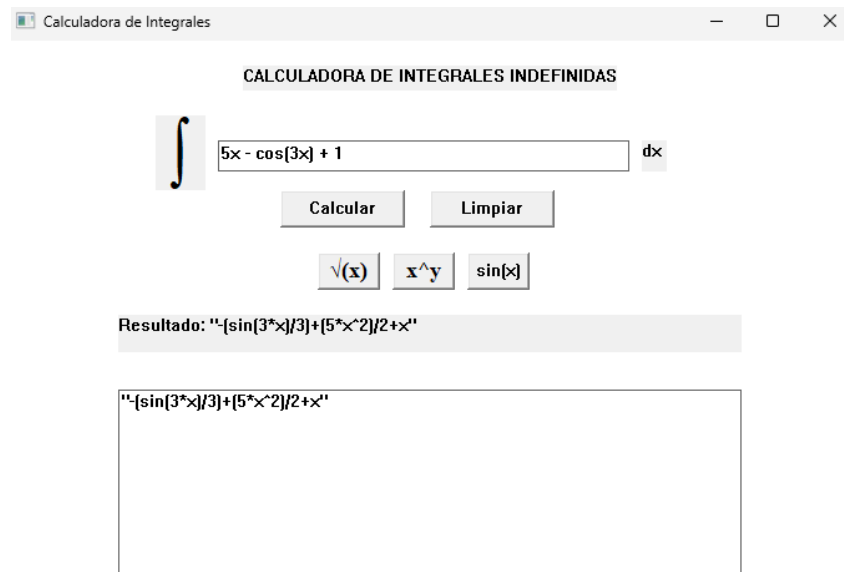 Calculadora de Integrales
CALCULADORA DE INTEGRALES INDEFINIDAS
∫ 5x - cos(3x) + 1 dx
Calcular Limpiar
√(x) x^y sin(x)
Resultado: "-(sin(3*x)/3)+(5*x^2)/2+x"
"-(sin(3*x)/3)+(5*x^2)/2+x"